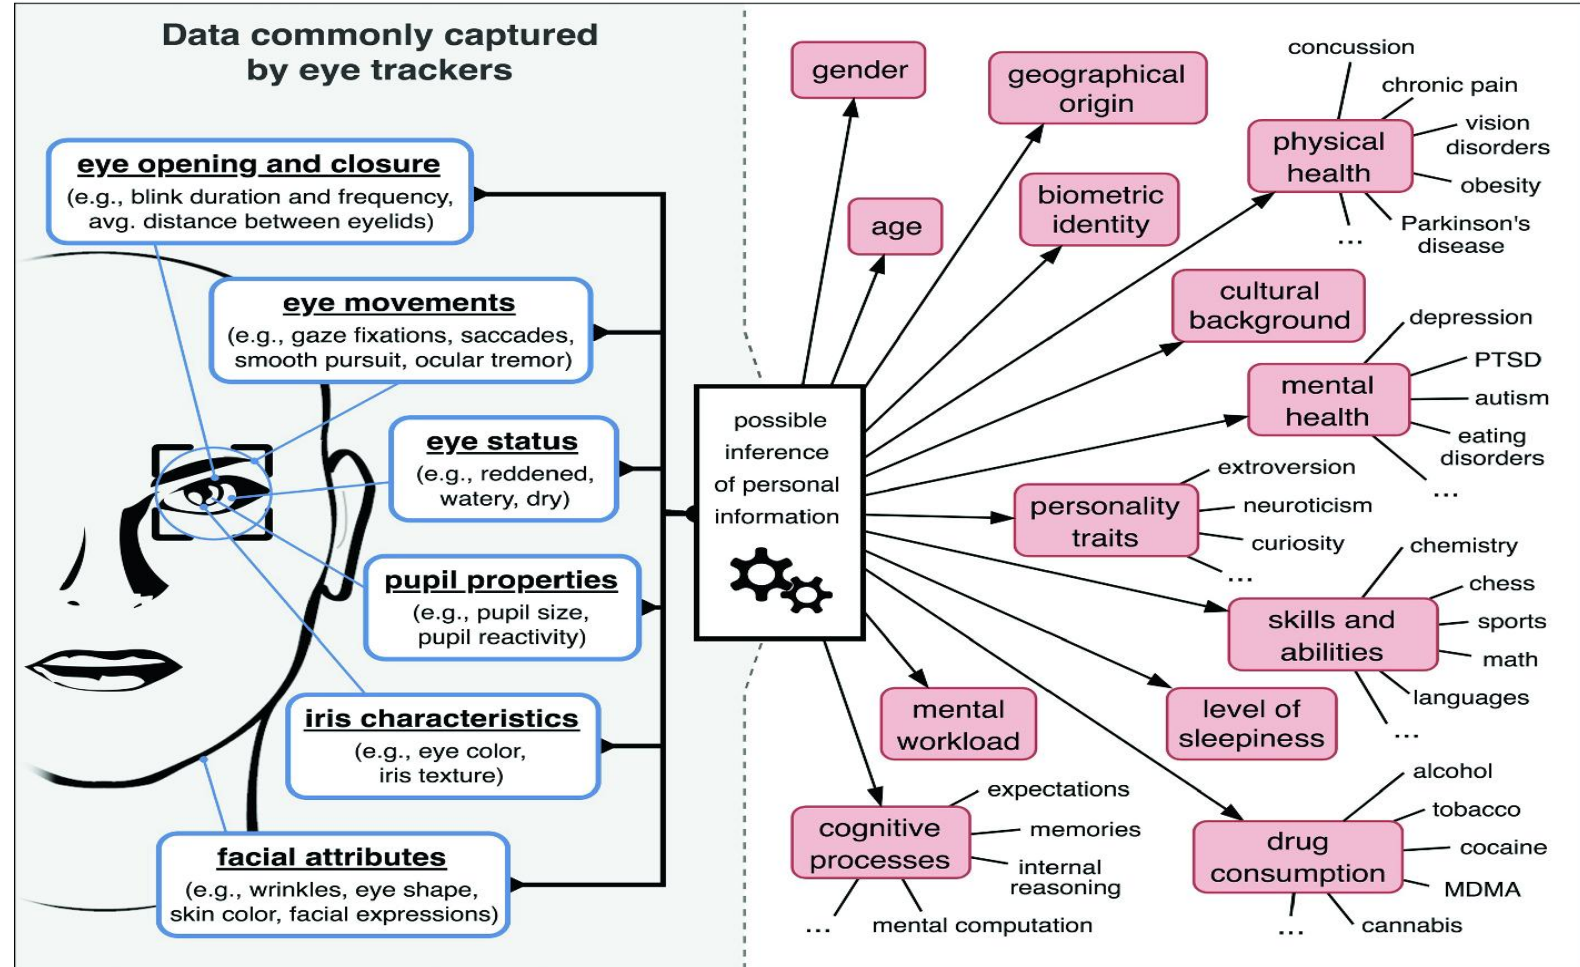 Data commonly captured
by eye trackers
eye opening and closure
(e.g., blink duration and frequency,
avg. distance between eyelids)
eye movements
(e.g., gaze fixations, saccades,
smooth pursuit, ocular tremor)
eye status
(e.g., reddened,
watery, dry)
pupil properties
(e.g., pupil size,
pupil reactivity)
iris characteristics
(e.g., eye color,
iris texture)
facial attributes
(e.g., wrinkles, eye shape,
skin color, facial expressions)
possible
inference
of personal
information
gender
age
geographical
origin
biometric
identity
physical
health
concussion
chronic pain
vision
disorders
obesity
Parkinson's
disease
...
cultural
background
mental
health
depression
PTSD
autism
eating
disorders
...
personality
traits
extroversion
neuroticism
curiosity
...
skills and
abilities
chemistry
chess
sports
math
languages
...
mental
workload
level of
sleepiness
cognitive
processes
expectations
memories
internal
reasoning
mental computation
...
drug
consumption
alcohol
tobacco
cocaine
MDMA
cannabis
...